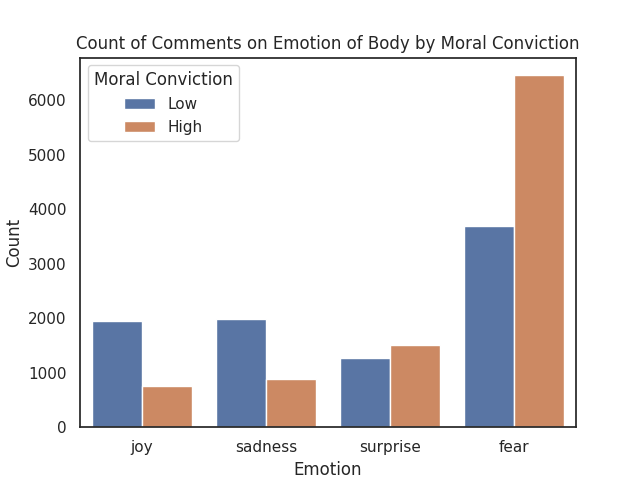 Count of Comments on Emotion of Body by Moral Conviction
Moral Conviction
Low
High
6000
5000
4000
3000
2000
1000
0
Count
joy sadness surprise fear
Emotion